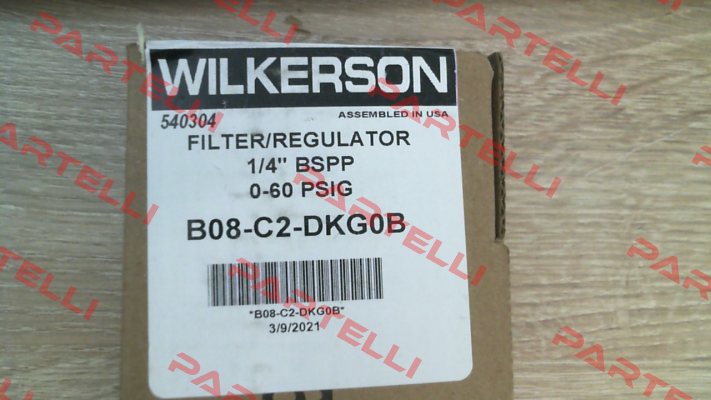 WILKERSON
540304
ASSEMBLED IN USA
FILTER/REGULATOR
1/4" BSPP
0-60 PSIG
B08-C2-DKG0B
"B08-C2-DKG0B"
3/9/2021
PARTELLI
PARTELLI
PARTELLI
PARTELLI
PARTELLI
PARTELLI
PARTELLI
PARTELLI